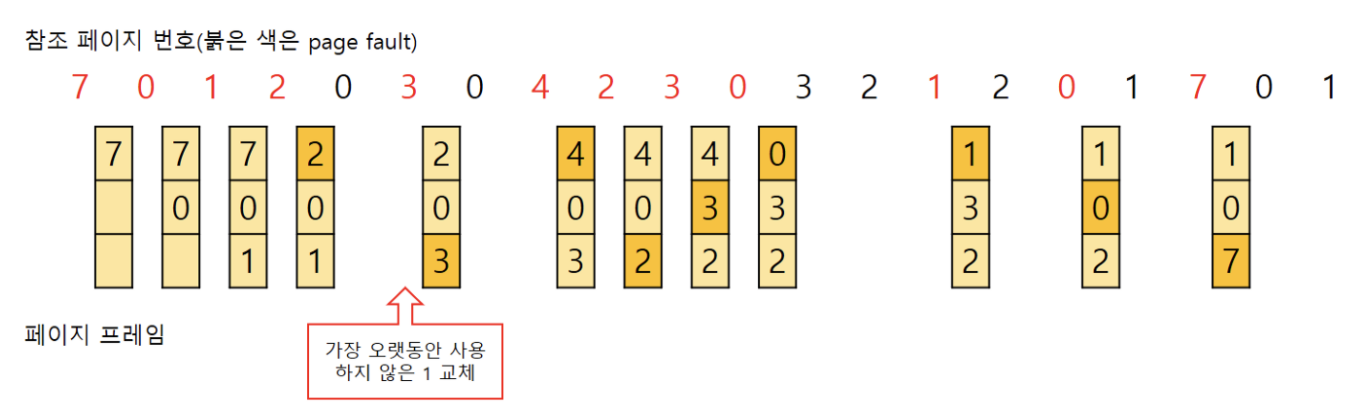 참조 페이지 번호(붉은 색은 page fault)
7 0 1 2 0 3 0 4 2 3 0 3 2 1 2 0 1 7 0 1
7 7 7 2 2 4 4 4 0 1 1 1
0 0 0 0 0 0 3 3 3 0 0
1 1 3 3 2 2 2 2 2 7
페이지 프레임
가장 오랫동안 사용
하지 않은 1 교체